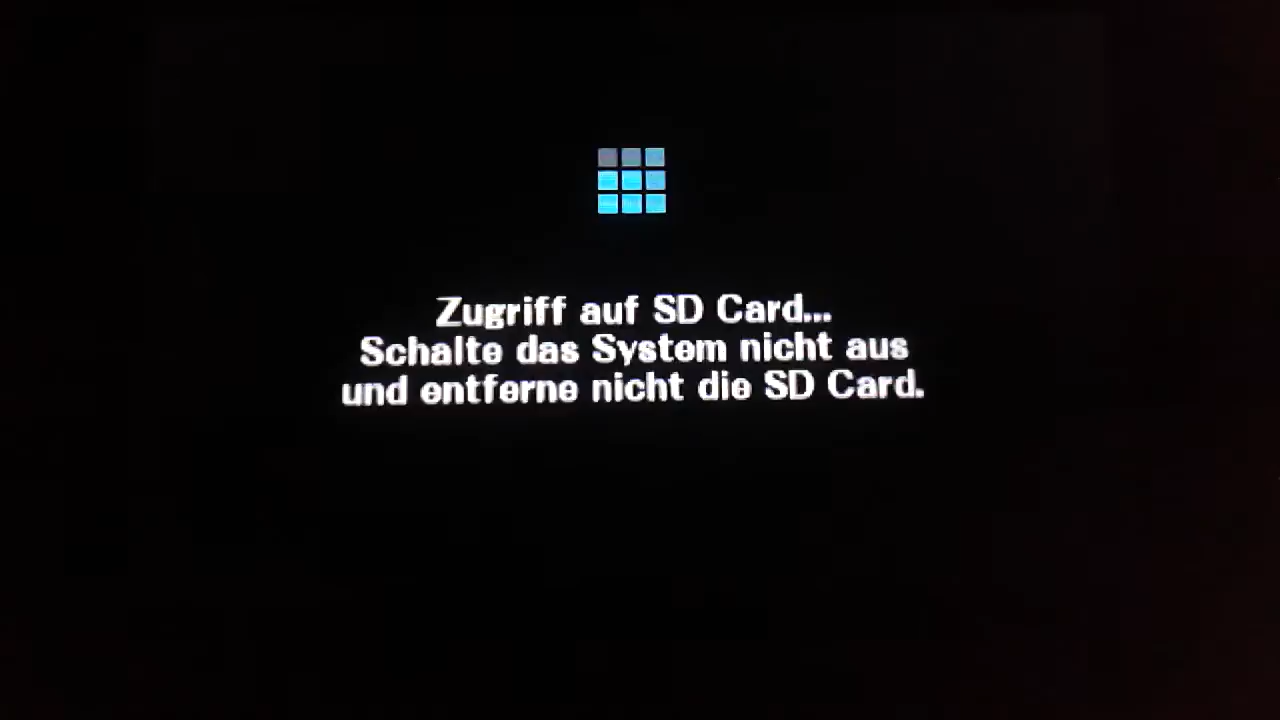 Zugriff auf SD Card...
Schalte das System nicht aus
und entferne nicht die SD Card.